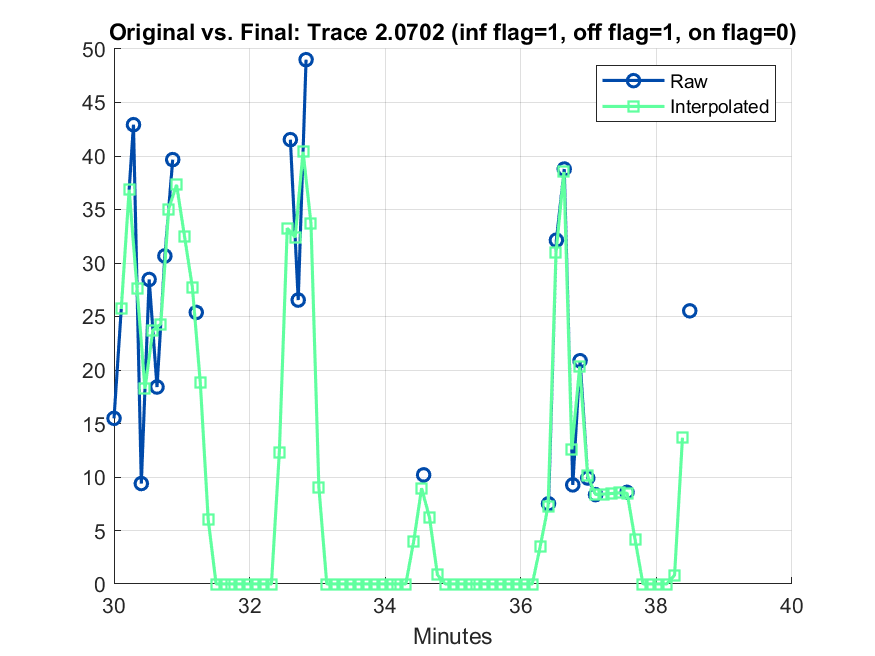 Original vs. Final: Trace 2.0702 (inf flag=1, off flag=1, on flag=0)
50
45
40
35
30
25
20
15
10
5
0
Raw
Interpolated
30 32 34 36 38 40
Minutes